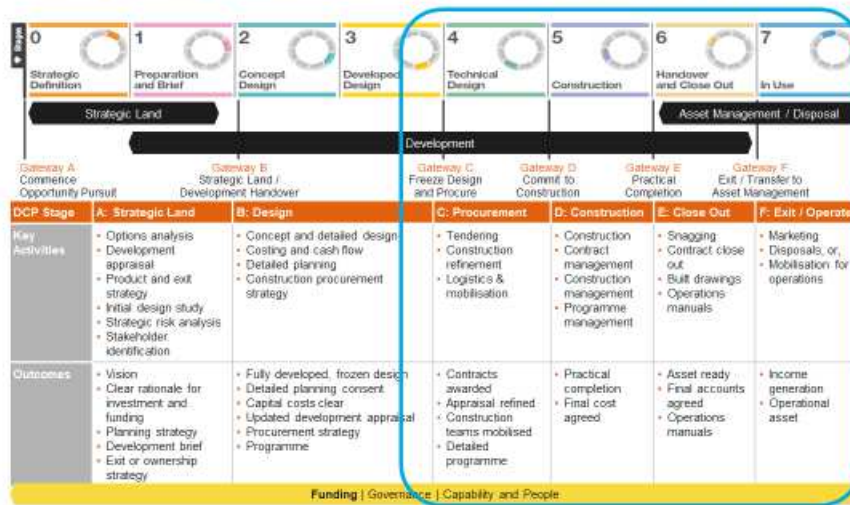 Stages
0
Strategic
Definition
1
Preparation
and Brief
2
Concept
Design
3
Developed
Design
4
Technical
Design
5
Construction
6
Handover
and Close Out
7
In Use
Strategic Land
Asset Management / Disposal
Development
Gateway A
Commence
Opportunity Pursuit
Gateway B
Strategic Land /
Development Handover
Gateway C
Freeze Design
and Procure
Gateway D
Commit to
Construction
Gateway E
Practical
Completion
Gateway F
Exit / Transfer to
Asset Management
DCP Stage
A: Strategic Land
B: Design
C: Procurement
D: Construction
E: Close Out
F: Exit / Operate
Key
Activities
• Options analysis
• Development
appraisal
• Product and exit
strategy
• Initial design study
• Strategic risk analysis
• Stakeholder
identification
• Concept and detailed design
• Costing and cash flow
• Detailed planning
• Construction procurement
strategy
• Tendering
• Construction
refinement
• Logistics &
mobilisation
• Construction
• Contract
management
• Construction
management
• Programme
management
• Snagging
• Contract close
out
• Built drawings
• Operations
manuals
• Marketing
• Disposals, or,
• Mobilisation for
operations
Outcomes
• Vision
• Clear rationale for
investment and
funding
• Planning strategy
• Development brief
• Exit or ownership
strategy
• Fully developed, frozen design
• Detailed planning consent
• Capital costs clear
• Updated development appraisal
• Procurement strategy
• Programme
• Contracts
awarded
• Appraisal refined
• Construction
teams mobilised
• Detailed
programme
• Practical
completion
• Final cost
agreed
• Asset ready
• Final accounts
agreed
• Operations
manuals
• Income
generation
• Operational
asset
Funding | Governance | Capability and People